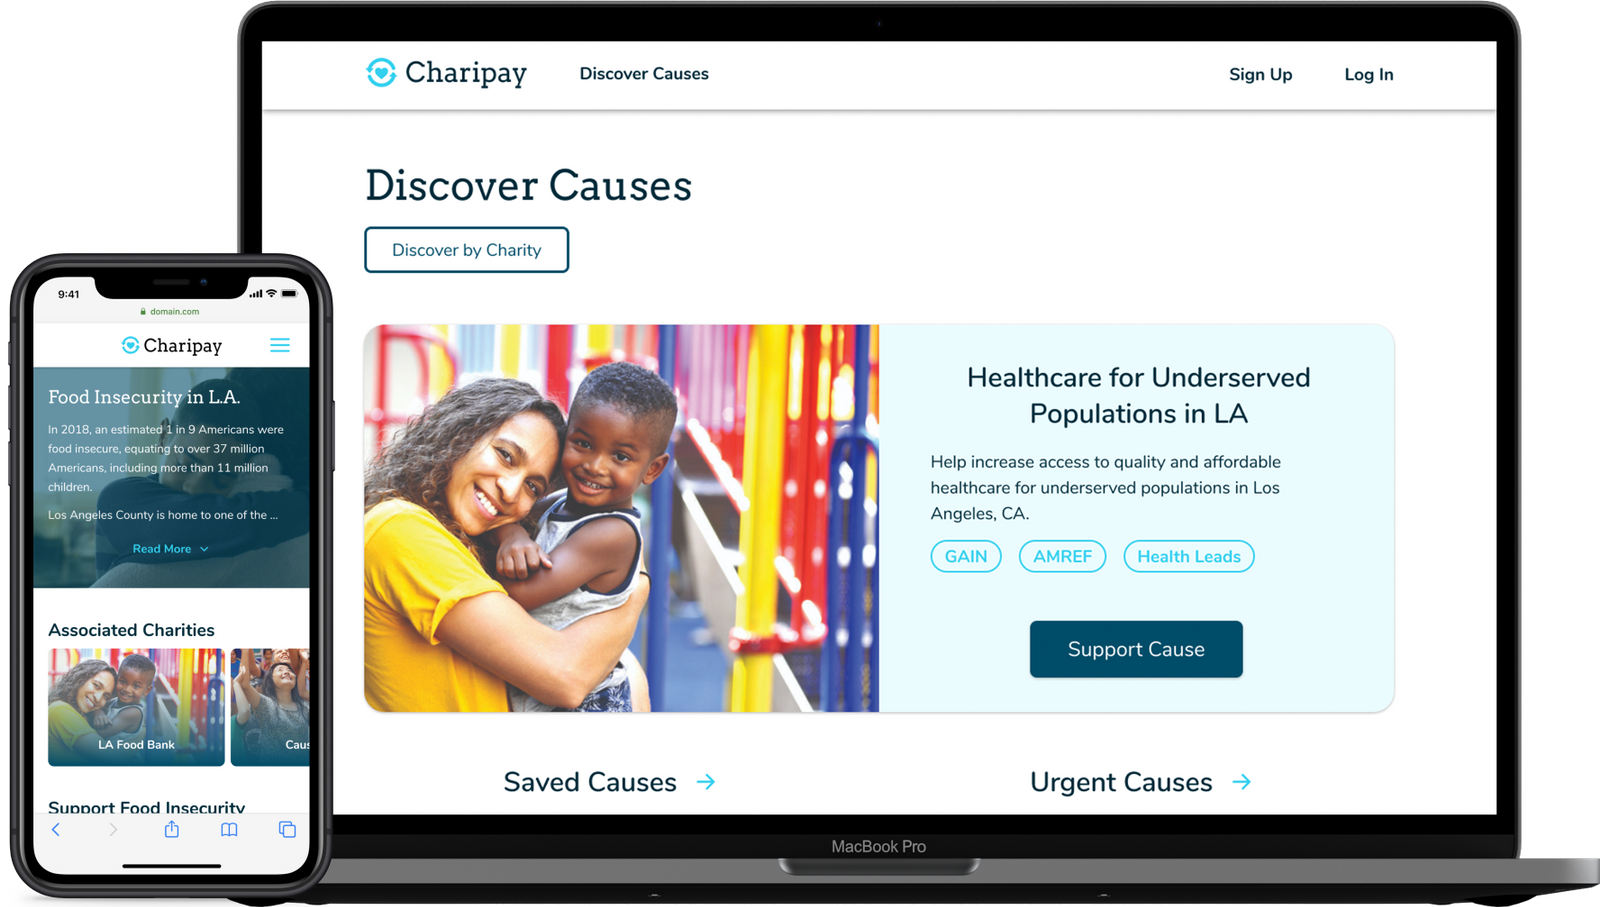 Charipay
Discover Causes
Sign Up
Log In
Discover Causes
Discover by Charity
Healthcare for Underserved
Populations in LA
Help increase access to quality and affordable
healthcare for underserved populations in Los
Angeles, CA.
GAIN
AMREF
Health Leads
Support Cause
Saved Causes
Urgent Causes
MacBook Pro
9:41
domain.com
Charipay
Food Insecurity in L.A.
In 2018, an estimated 1 in 9 Americans were
food insecure, equating to over 37 million
Americans, including more than 11 million
children.
Los Angeles County is home to one of the ...
Read More
Associated Charities
LA Food Bank
Caus
Support Food Insecurity